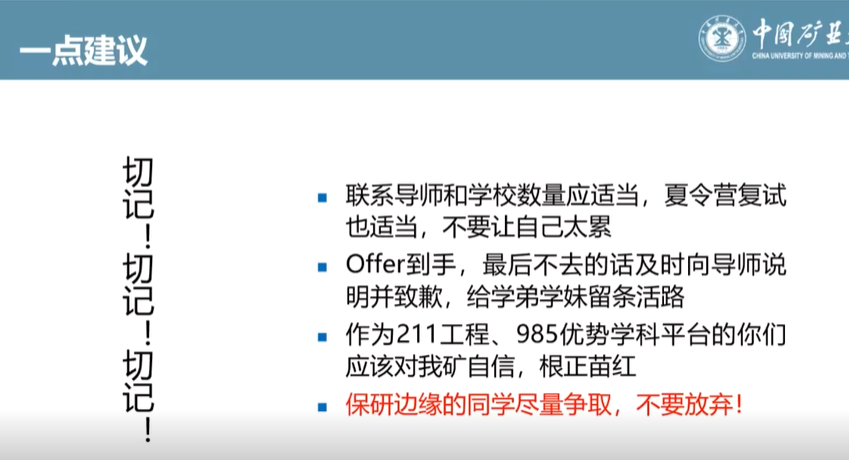 一点建议
中国矿业
CHINA UNIVERSITY OF MINING AND
切记！切记！切记！
联系导师和学校数量应适当，夏令营复试
也适当，不要让自己太累
Offer到手，最后不去的话及时向导师说
明并致歉，给学弟学妹留条活路
作为211工程、985优势学科平台的你们
应该对我矿自信，根正苗红
保研边缘的同学尽量争取，不要放弃！